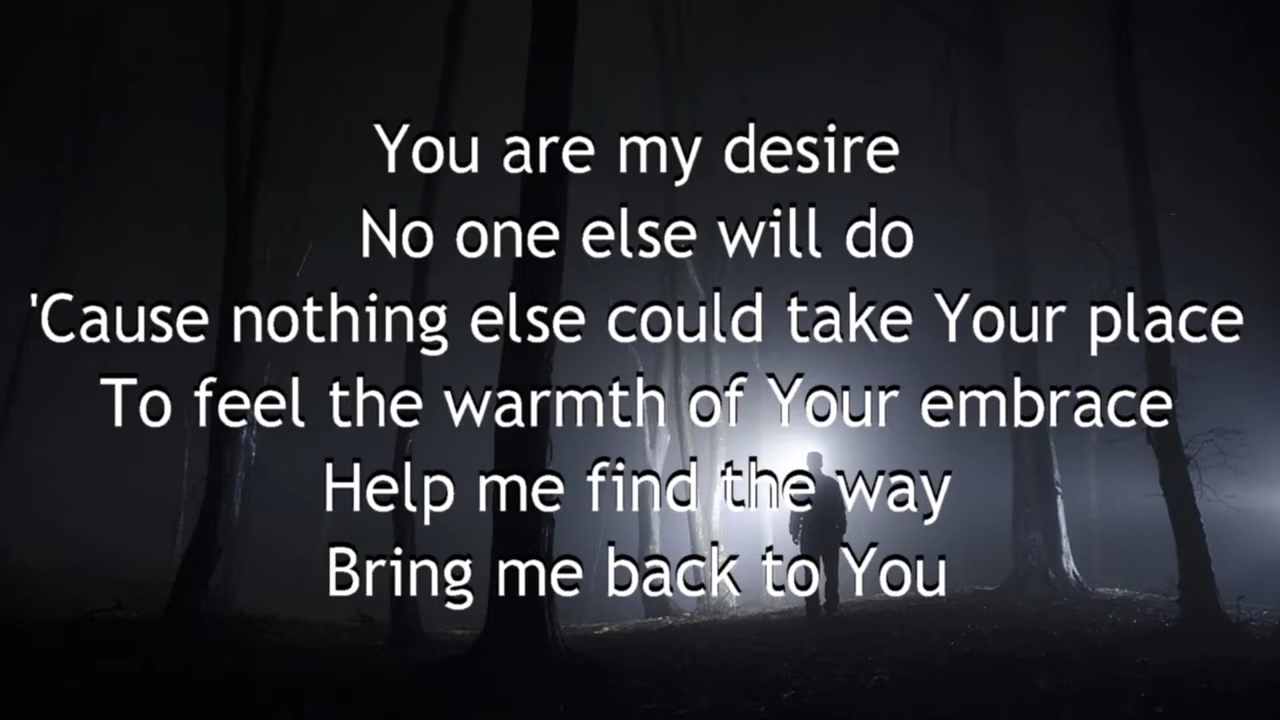 You are my desire
No one else will do
'Cause nothing else could take Your place
To feel the warmth of Your embrace
Help me find the way
Bring me back to You